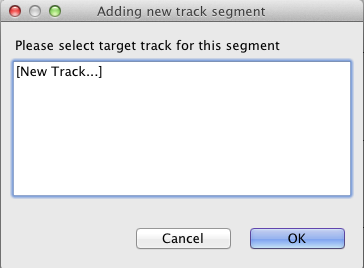 Adding new track segment
Please select target track for this segment
[New Track...]
Cancel
OK